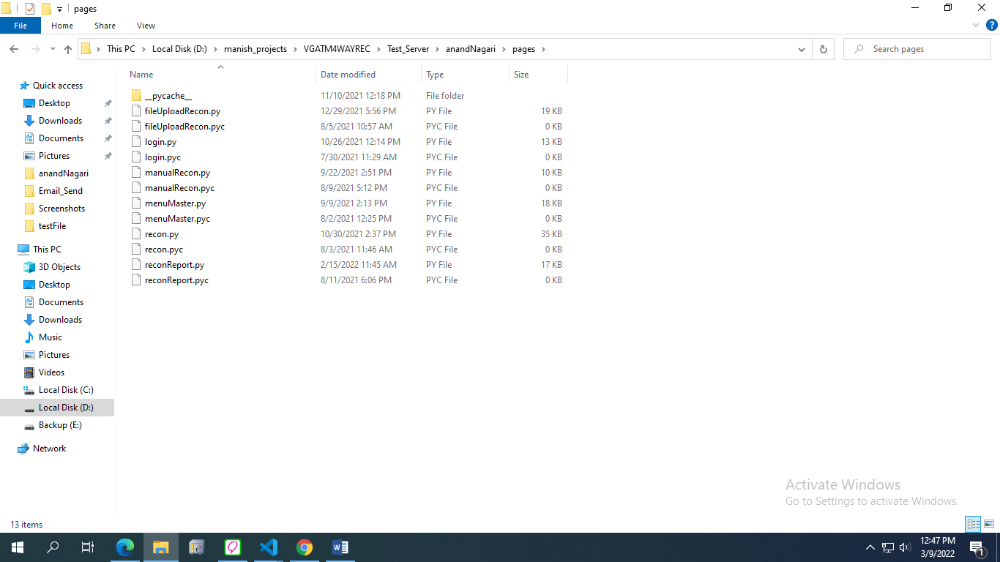 pages
File Home Share View
This PC Local Disk (D:) manish_projects VGATM4WAYREC Test_Server anandNagari pages
Search pages
Name Date modified Type Size
Quick access
Desktop
Downloads
Documents
Pictures
anandNagari
Email_Send
Screenshots
testFile
This PC
3D Objects
Desktop
Documents
Downloads
Music
Pictures
Videos
Local Disk (C:)
Local Disk (D:)
Backup (E:)
Network
__pycache__ 11/10/2021 12:18 PM File folder
fileUploadRecon.py 12/29/2021 5:56 PM PY File 19 KB
fileUploadRecon.pyc 8/5/2021 10:57 AM PYC File 0 KB
login.py 10/26/2021 12:14 PM PY File 13 KB
login.pyc 7/30/2021 11:29 AM PYC File 0 KB
manualRecon.py 9/22/2021 2:51 PM PY File 10 KB
manualRecon.pyc 8/9/2021 5:12 PM PYC File 0 KB
menuMaster.py 9/9/2021 2:13 PM PY File 18 KB
menuMaster.pyc 8/2/2021 12:25 PM PYC File 0 KB
recon.py 10/30/2021 2:37 PM PY File 35 KB
recon.pyc 8/3/2021 11:46 AM PYC File 0 KB
reconReport.py 2/15/2022 11:45 AM PY File 17 KB
reconReport.pyc 8/11/2021 6:06 PM PYC File 0 KB
Activate Windows
Go to Settings to activate Windows.
13 items
12:47 PM
3/9/2022
1